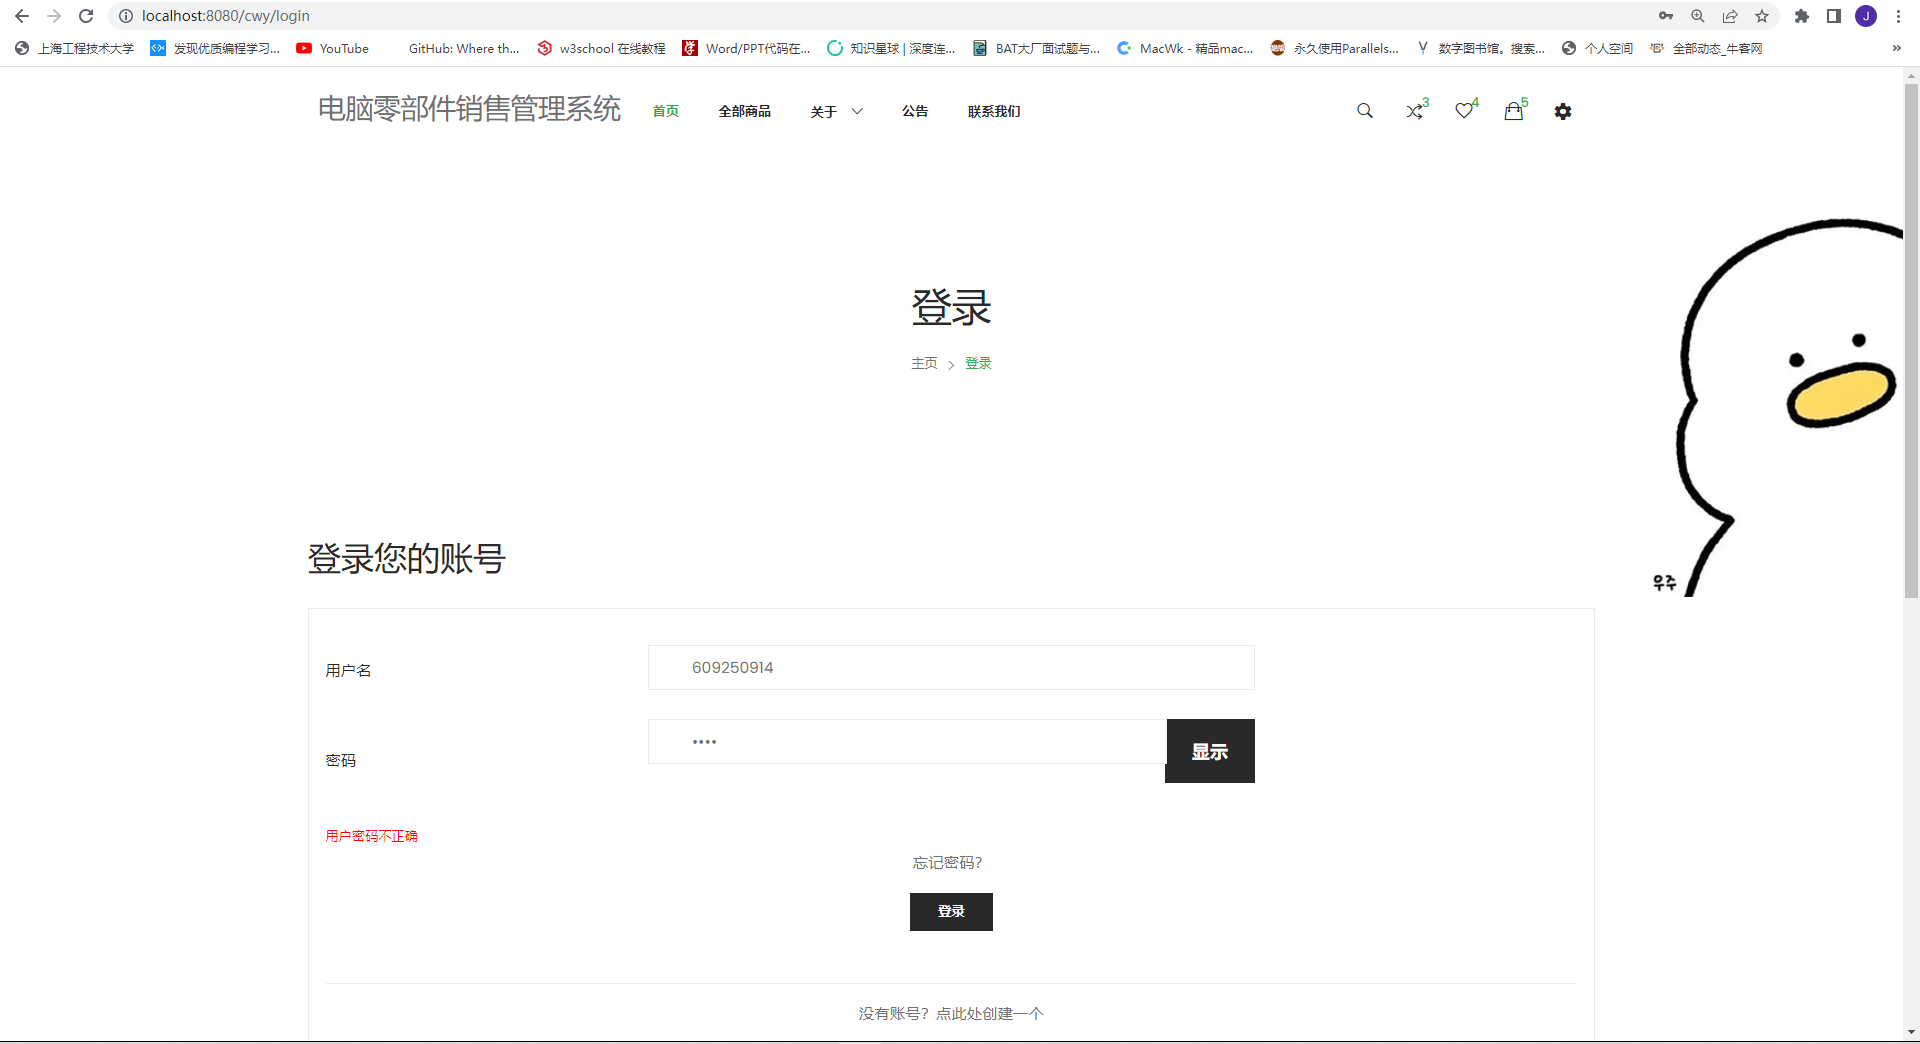 localhost:8080/cwy/login
J
上海工程技术大学
发现优质编程学习...
YouTube
GitHub: Where th...
w3school 在线教程
Word/PPT代码在...
知识星球 | 深度连...
BAT大厂面试题与...
MacWk - 精品mac...
永久使用Parallels...
数字图书馆。搜索...
个人空间
全部动态_牛客网
»
电脑零部件销售管理系统
首页
全部商品
关于
公告
联系我们
3
4
5
登录
主页 > 登录
우주
登录您的账号
用户名
609250914
密码
••••
显示
用户密码不正确
忘记密码?
登录
没有账号? 点此处创建一个